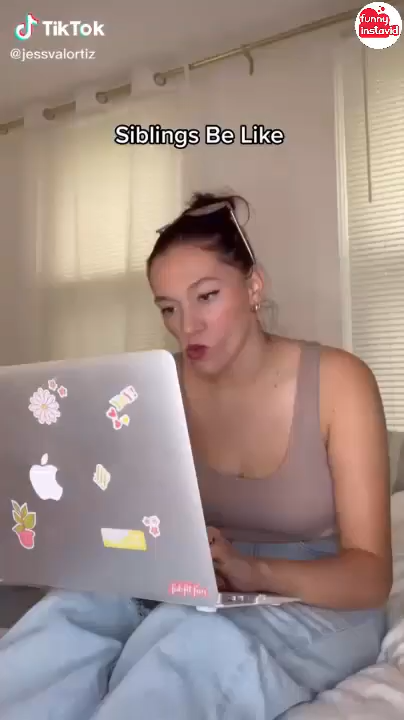 TikTok
@jessvalortiz
funny
instavid
Siblings Be Like